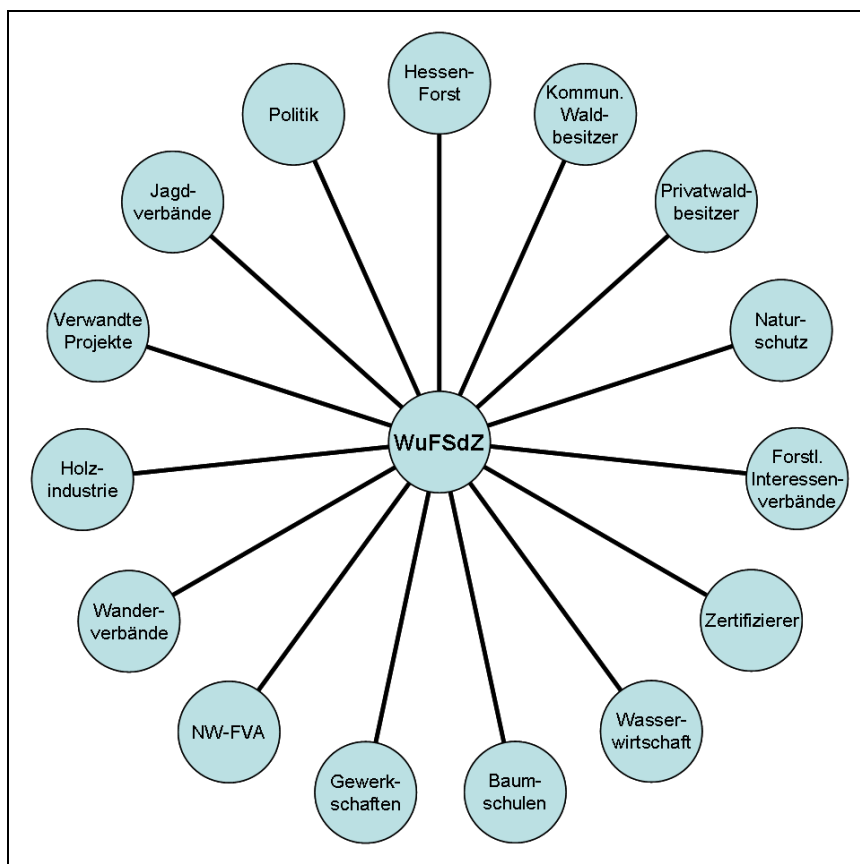 Hessen-
Forst
Kommun.
Wald-
besitzer
Privatwald-
besitzer
Natur-
schutz
Forstl.
Interessen-
verbände
Zertifizierer
Wasser-
wirtschaft
Baum-
schulen
Gewerk-
schaften
NW-FVA
Wander-
verbände
Holz-
industrie
Verwandte
Projekte
Jagd-
verbände
Politik
WuFSdZ